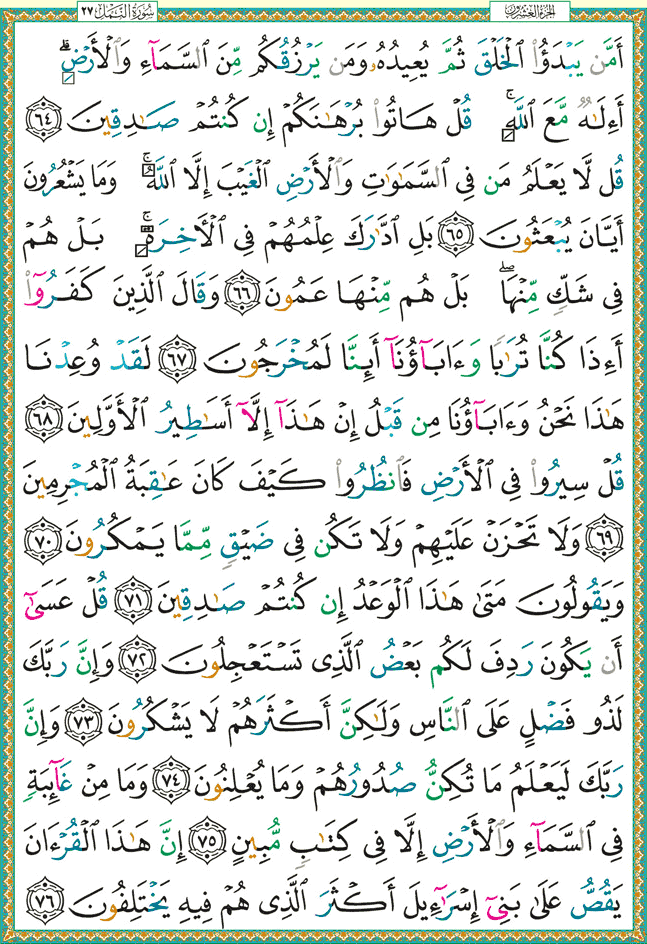 الجزء العشرون سورة النمل ٢٧
أَمَّن يَبْدَؤُا۟ ٱلْخَلْقَ ثُمَّ يُعِيدُهُۥ وَمَن يَرْزُقُكُم مِّنَ ٱلسَّمَآءِ وَٱلْأَرْضِ ۗ
أَءِلَـٰهٌ مَّعَ ٱللَّهِ ۚ قُلْ هَاتُوا۟ بُرْهَـٰنَكُمْ إِن كُنتُمْ صَـٰدِقِينَ ٦٤
قُل لَّا يَعْلَمُ مَن فِى ٱلسَّمَـٰوَٰتِ وَٱلْأَرْضِ ٱلْغَيْبَ إِلَّا ٱللَّهُ ۚ وَمَا يَشْعُرُونَ
أَيَّانَ يُبْعَثُونَ ٦٥ بَلِ ٱدَّٰرَكَ عِلْمُهُمْ فِى ٱلْـَٔاخِرَةِ ۚ بَلْ هُمْ
فِى شَكٍّ مِّنْهَا ۖ بَلْ هُم مِّنْهَا عَمُونَ ٦٦ وَقَالَ ٱلَّذِينَ كَفَرُوٓا۟
أَءِذَا كُنَّا تُرَٰبًا وَءَابَآؤُنَآ أَئِنَّا لَمُخْرَجُونَ ٦٧ لَقَدْ وُعِدْنَا
هَـٰذَا نَحْنُ وَءَابَآؤُنَا مِن قَبْلُ إِنْ هَـٰذَآ إِلَّآ أَسَـٰطِيرُ ٱلْأَوَّلِينَ ٦٨
قُلْ سِيرُوا۟ فِى ٱلْأَرْضِ فَٱنظُرُوا۟ كَيْفَ كَانَ عَـٰقِبَةُ ٱلْمُجْرِمِينَ
٦٩ وَلَا تَحْزَنْ عَلَيْهِمْ وَلَا تَكُن فِى ضَيْقٍ مِّمَّا يَمْكُرُونَ ٧٠
وَيَقُولُونَ مَتَىٰ هَـٰذَا ٱلْوَعْدُ إِن كُنتُمْ صَـٰدِقِينَ ٧١ قُلْ عَسَىٰٓ
أَن يَكُونَ رَدِفَ لَكُم بَعْضُ ٱلَّذِى تَسْتَعْجِلُونَ ٧٢ وَإِنَّ رَبَّكَ
لَذُو فَضْلٍ عَلَى ٱلنَّاسِ وَلَـٰكِنَّ أَكْثَرَهُمْ لَا يَشْكُرُونَ ٧٣ وَإِنَّ
رَبَّكَ لَيَعْلَمُ مَا تُكِنُّ صُدُورُهُمْ وَمَا يُعْلِنُونَ ٧٤ وَمَا مِنْ غَآئِبَةٍ
فِى ٱلسَّمَآءِ وَٱلْأَرْضِ إِلَّا فِى كِتَـٰبٍ مُّبِينٍ ٧٥ إِنَّ هَـٰذَا ٱلْقُرْءَانَ
يَقُصُّ عَلَىٰ بَنِىٓ إِسْرَٰٓءِيلَ أَكْثَرَ ٱلَّذِى هُمْ فِيهِ يَخْتَلِفُونَ ٧٦